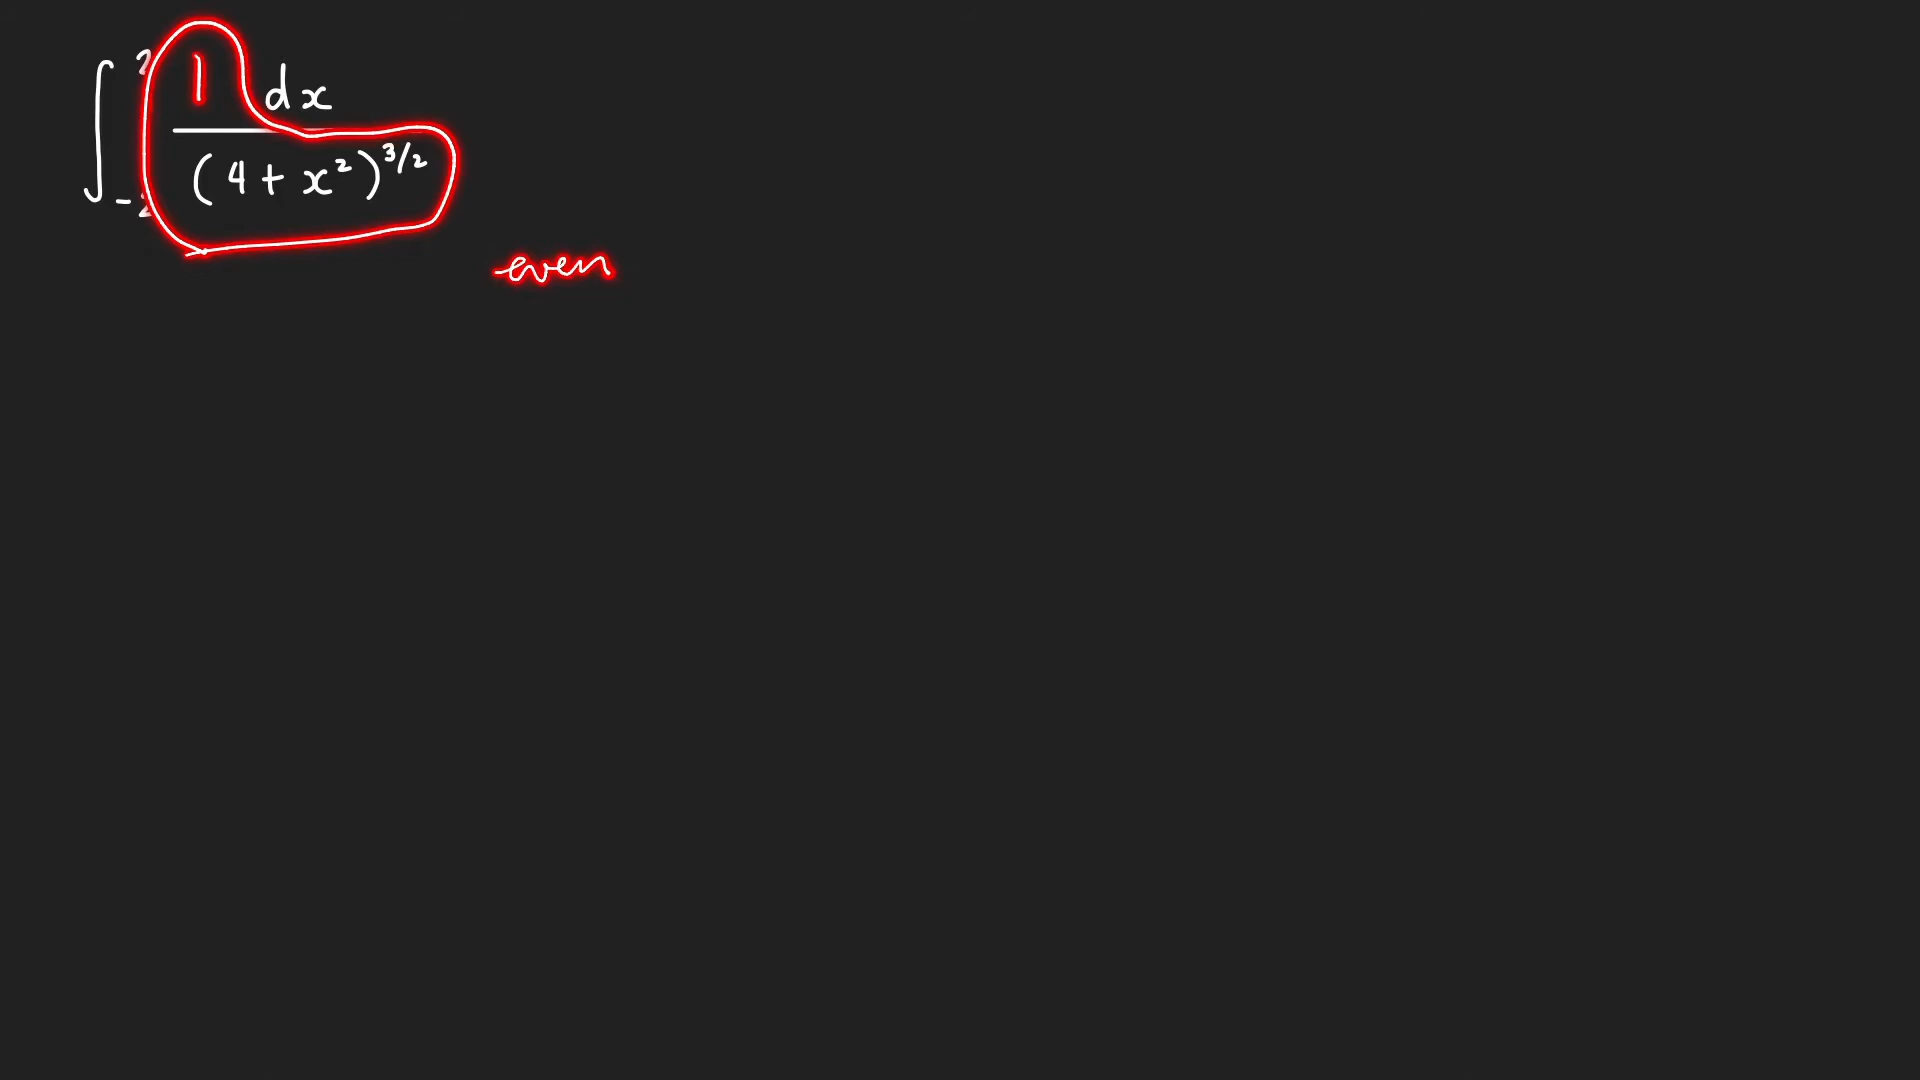 ∫_{-2}^{2} 1 dx / (4 + x²)^{3/2}
even